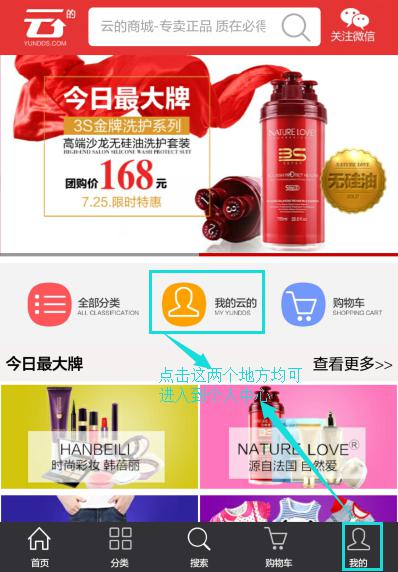 云的
YUNDDS.COM
云的商城-专卖正品 质在必得
关注微信
今日最大牌
3S金牌洗护系列
高端沙龙无硅油洗护套装
HIGH-END SALON SILICONE WASH PROTECT SUIT
团购价168元
7.25.限时特惠
NATURE LOVE
3S
NATURE LOVE
无硅油
GOLD
全部分类
ALL CLASSIFICATION
我的云的
MY YUNDDS
购物车
SHOPPING CART
点击这两个地方均可
进入到个人中心
今日最大牌
查看更多>>
HANBEILI
时尚彩妆 韩蓓丽
NATURE LOVE®
源自法国 自然爱
首页
分类
搜索
购物车
我的